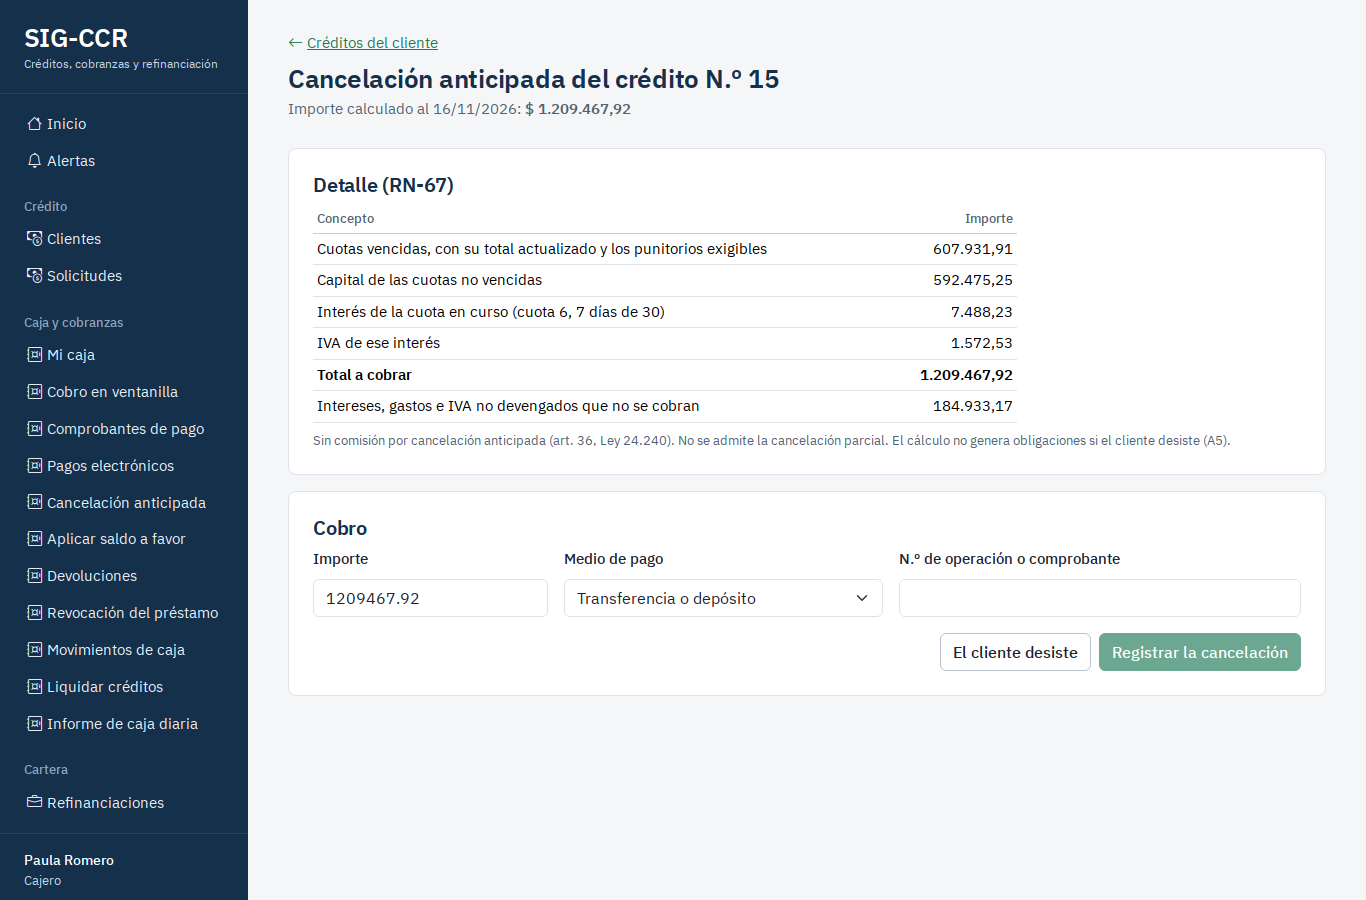 SIG-CCR
Créditos, cobranzas y refinanciación
Inicio
Alertas
Crédito
Clientes
Solicitudes
Caja y cobranzas
Mi caja
Cobro en ventanilla
Comprobantes de pago
Pagos electrónicos
Cancelación anticipada
Aplicar saldo a favor
Devoluciones
Revocación del préstamo
Movimientos de caja
Liquidar créditos
Informe de caja diaria
Cartera
Refinanciaciones
Paula Romero
Cajero
← Créditos del cliente
Cancelación anticipada del crédito N.º 15
Importe calculado al 16/11/2026: $ 1.209.467,92
Detalle (RN-67)
Concepto Importe
Cuotas vencidas, con su total actualizado y los punitorios exigibles 607.931,91
Capital de las cuotas no vencidas 592.475,25
Interés de la cuota en curso (cuota 6, 7 días de 30) 7.488,23
IVA de ese interés 1.572,53
Total a cobrar 1.209.467,92
Intereses, gastos e IVA no devengados que no se cobran 184.933,17
Sin comisión por cancelación anticipada (art. 36, Ley 24.240). No se admite la cancelación parcial. El cálculo no genera obligaciones si el cliente desiste (A5).
Cobro
Importe Medio de pago N.º de operación o comprobante
1209467.92 Transferencia o depósito
El cliente desiste Registrar la cancelación